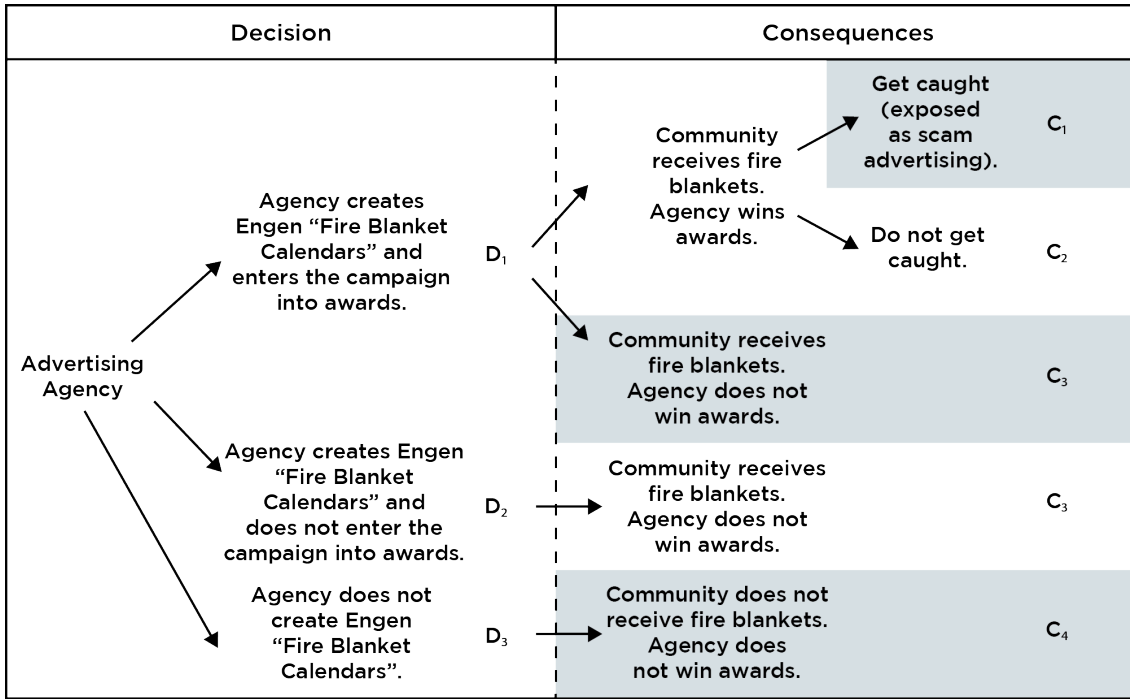 Decision
Consequences
Advertising
Agency
Agency creates
Engen “Fire Blanket
Calendars” and
enters the campaign
into awards.
D₁
Community
receives fire
blankets.
Agency wins
awards.
Get caught
(exposed
as scam
advertising).
C₁
Do not get
caught.
C₂
Community receives
fire blankets.
Agency does not
win awards.
C₃
Agency creates Engen
“Fire Blanket
Calendars” and
does not enter the
campaign into awards.
D₂
Community receives
fire blankets.
Agency does not
win awards.
C₃
Agency does not
create Engen
“Fire Blanket
Calendars”.
D₃
Community does not
receive fire blankets.
Agency does
not win awards.
C₄